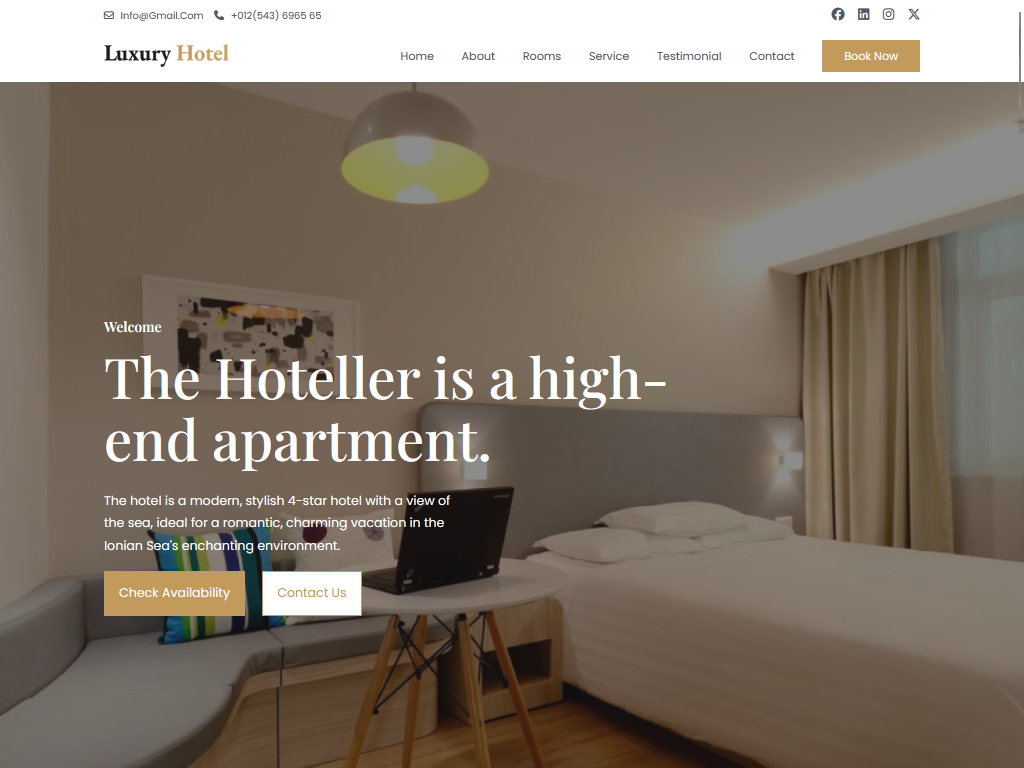 Info@Gmail.Com +012(543) 6965 65
Luxury Hotel
Home About Rooms Service Testimonial Contact Book Now
Welcome
The Hoteller is a high-
end apartment.
The hotel is a modern, stylish 4-star hotel with a view of
the sea, ideal for a romantic, charming vacation in the
Ionian Sea's enchanting environment.
Check Availability Contact Us